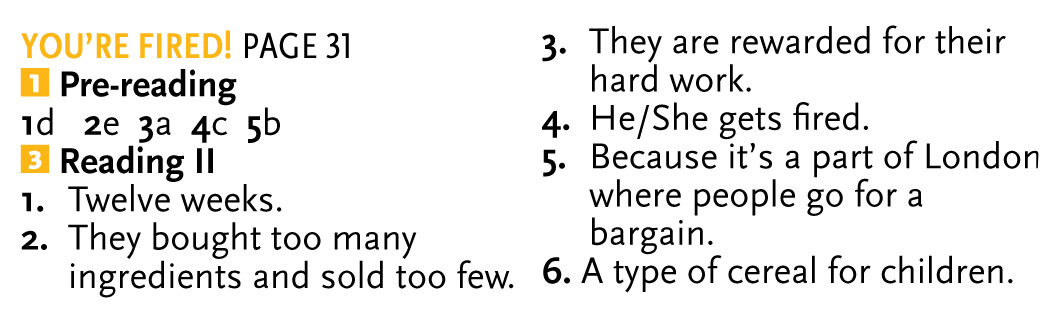 YOU'RE FIRED! PAGE 31
1 Pre-reading
1d 2e 3a 4c 5b
3 Reading II
1. Twelve weeks.
2. They bought too many
ingredients and sold too few.
3. They are rewarded for their
hard work.
4. He/She gets fired.
5. Because it's a part of London
where people go for a
bargain.
6. A type of cereal for children.